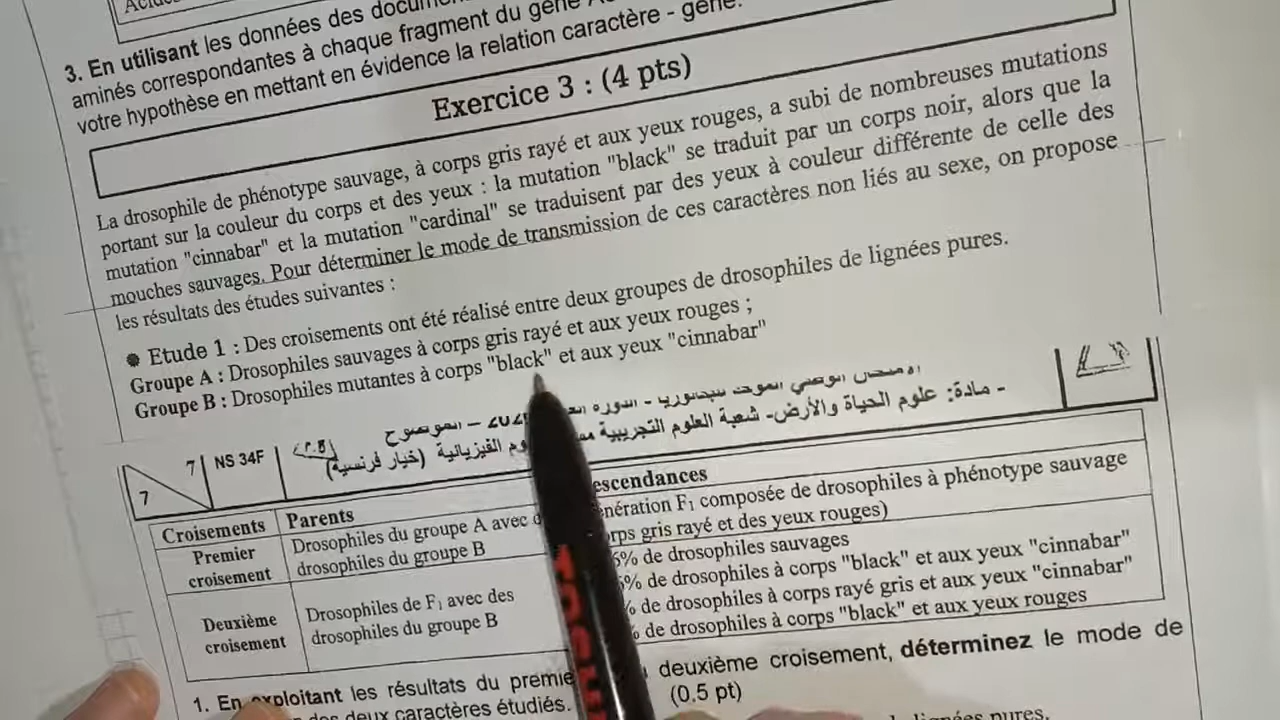 Acides
3. En utilisant les données des
aminés correspondantes à chaque fragment du gène
votre hypothèse en mettant en évidence la relation caractère - gène.
Exercice 3 : (4 pts)
La drosophile de phénotype sauvage, à corps gris rayé et aux yeux rouges, a subi de nombreuses mutations
portant sur la couleur du corps et des yeux : la mutation "black" se traduit par un corps noir, alors que la
mutation "cinnabar" et la mutation "cardinal" se traduisent par des yeux à couleur différente de celle des
mouches sauvages. Pour déterminer le mode de transmission de ces caractères non liés au sexe, on propose
les résultats des études suivantes :
Etude 1 : Des croisements ont été réalisé entre deux groupes de drosophiles de lignées pures.
Groupe A : Drosophiles sauvages à corps gris rayé et aux yeux rouges ;
Groupe B : Drosophiles mutantes à corps "black" et aux yeux "cinnabar"
7 7 NS 34F
- مادة: علوم الحياة والأرض- شعبة العلوم التجريبية الفيزيائية (خيار فرنسية)
Croisements Parents
Premier croisement Drosophiles du groupe A avec
drosophiles du groupe B
F1 composée de drosophiles à phénotype sauvage
gris rayé et des yeux rouges)
Deuxième croisement Drosophiles de F1 avec des
drosophiles du groupe B
% de drosophiles sauvages
% de drosophiles à corps "black" et aux yeux "cinnabar"
% de drosophiles à corps rayé gris et aux yeux "cinnabar"
de drosophiles à corps "black" et aux yeux rouges
1. En exploitant les résultats du deuxième croisement, déterminez le mode de
des deux caractères étudiés. (0.5 pt)
lignées pures.